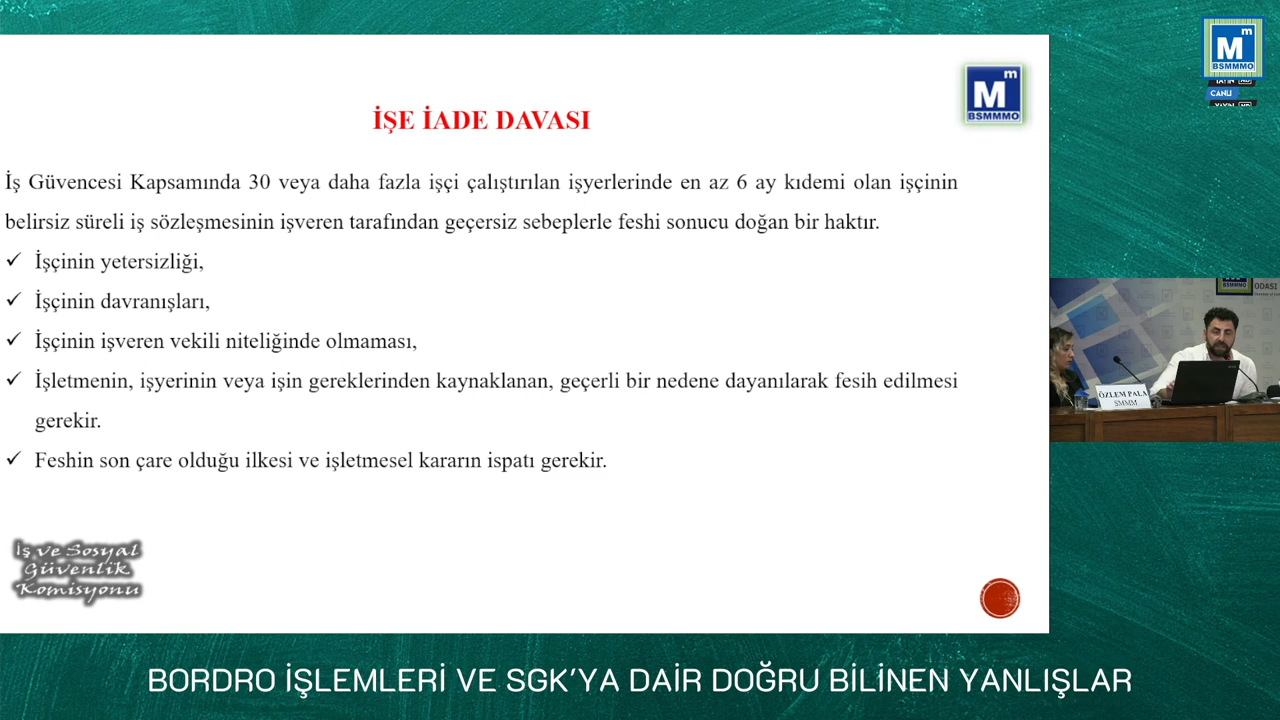 İŞE İADE DAVASI
İş Güvencesi Kapsamında 30 veya daha fazla işçi çalıştırılan işyerlerinde en az 6 ay kıdemi olan işçinin
belirsiz süreli iş sözleşmesinin işveren tarafından geçersiz sebeplerle feshi sonucu doğan bir haktır.
✓ İşçinin yetersizliği,
✓ İşçinin davranışları,
✓ İşçinin işveren vekili niteliğinde olmaması,
✓ İşletmenin, işyerinin veya işin gereklerinden kaynaklanan, geçerli bir nedene dayanılarak fesih edilmesi
gerekir.
✓ Feshin son çare olduğu ilkesi ve işletmesel kararın ispatı gerekir.
İş ve Sosyal
Güvenlik
Komisyonu
Mm
BSMMMO
Mm
BSMMMO
CANLI
BSMMMO
ODASI
ÖZLEM PALA
SMMM
BORDRO İŞLEMLERİ VE SGK'YA DAİR DOĞRU BİLİNEN YANLIŞLAR